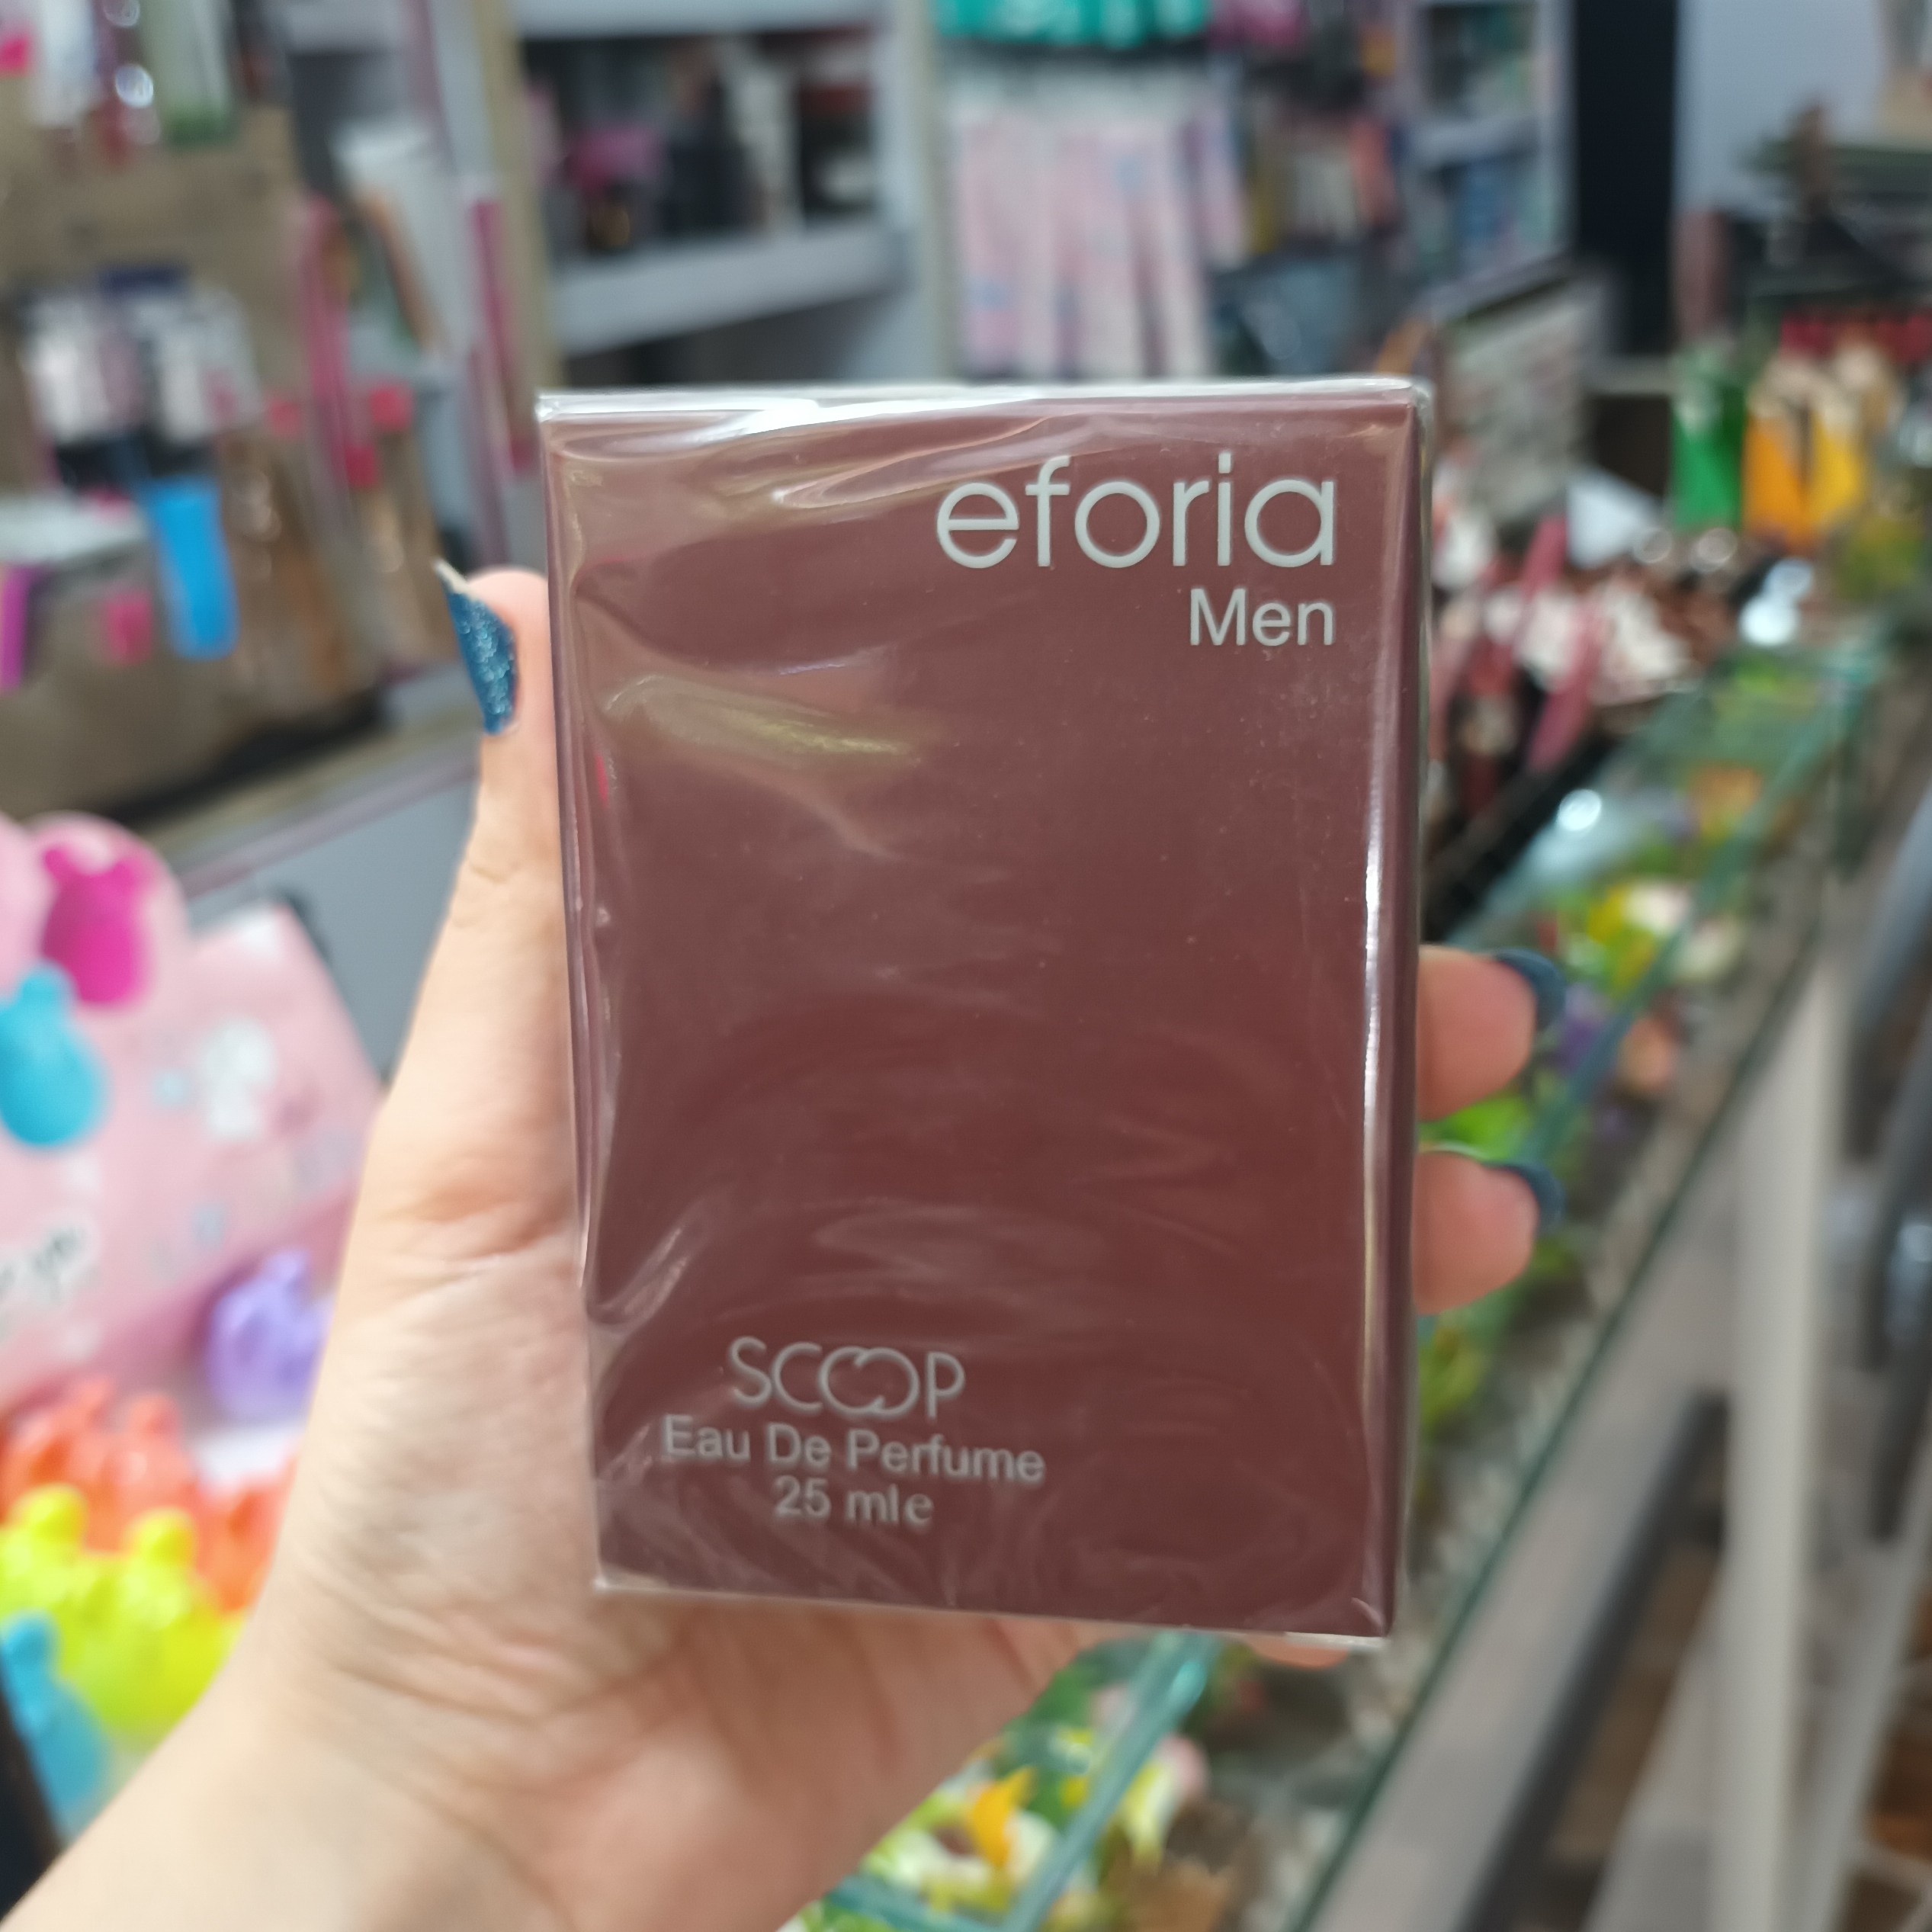 eforia
Men
SCOOP
Eau De Perfume
25 ml e